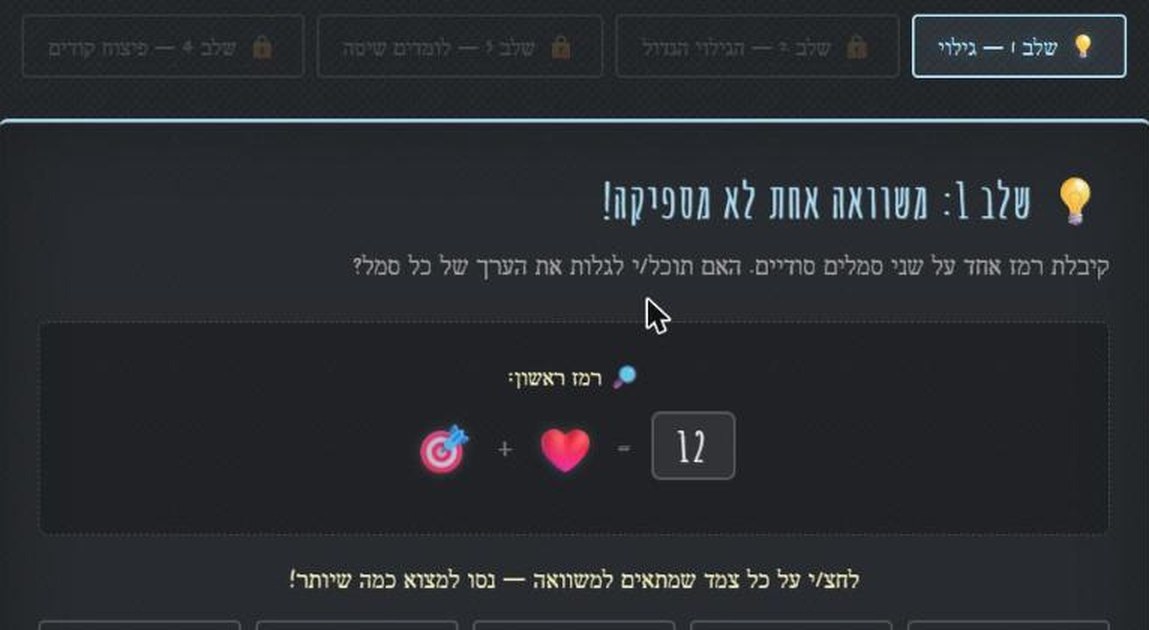 💡 שלב 1 — גילוי
🔒 שלב 2 — הגילוי הגדול
🔒 שלב 3 — לומדים שיטה
🔒 שלב 4 — פיצוח קודים
💡 שלב 1: משוואה אחת לא מספיקה!
קיבלת רמז אחד על שני סמלים סודיים. האם תוכל/י לגלות את הערך של כל סמל?
🔎 רמז ראשון:
🎯 + ❤️ = 12
לחצ/י על כל צמד שמתאים למשוואה — נסו למצוא כמה שיותר!